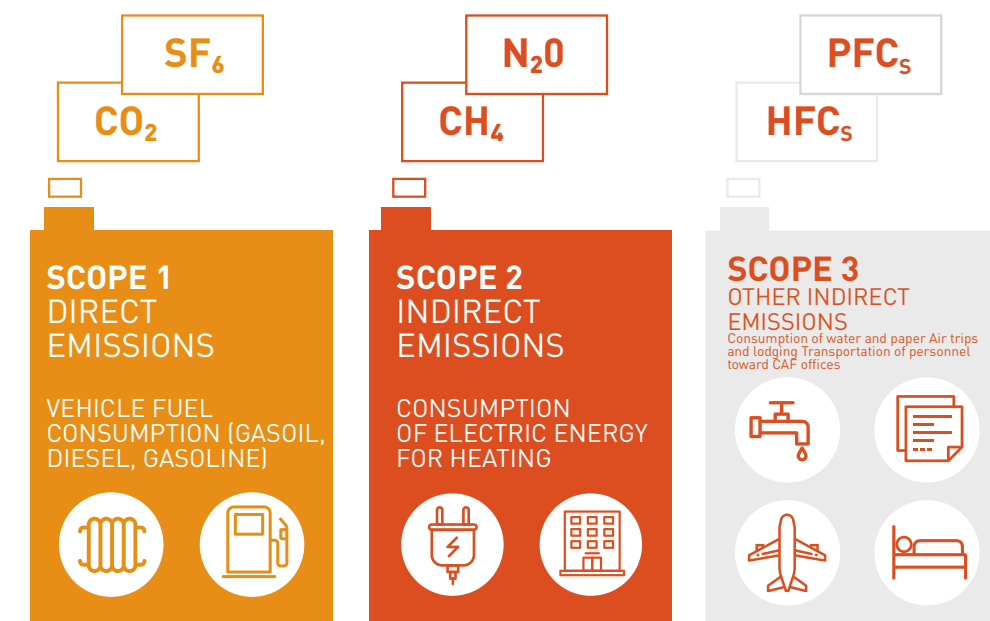 SF₆
CO₂
SCOPE 1
DIRECT
EMISSIONS
VEHICLE FUEL
CONSUMPTION (GASOIL,
DIESEL, GASOLINE)
N₂0
CH₄
SCOPE 2
INDIRECT
EMISSIONS
CONSUMPTION
OF ELECTRIC ENERGY
FOR HEATING
PFCS
HFCS
SCOPE 3
OTHER INDIRECT
EMISSIONS
Consumption of water and paper Air trips
and lodging Transportation of personnel
toward CAF offices